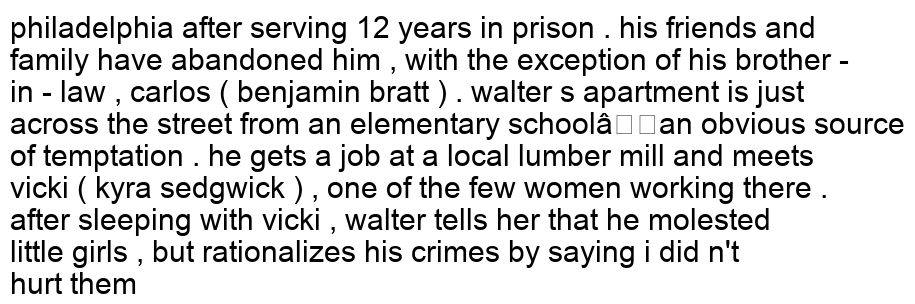 philadelphia after serving 12 years in prison . his friends and
family have abandoned him , with the exception of his brother -
in - law , carlos ( benjamin bratt ) . walter s apartment is just
across the street from an elementary schoolâ□□an obvious source
of temptation . he gets a job at a local lumber mill and meets
vicki ( kyra sedgwick ) , one of the few women working there .
after sleeping with vicki , walter tells her that he molested
little girls , but rationalizes his crimes by saying i did n't
hurt them